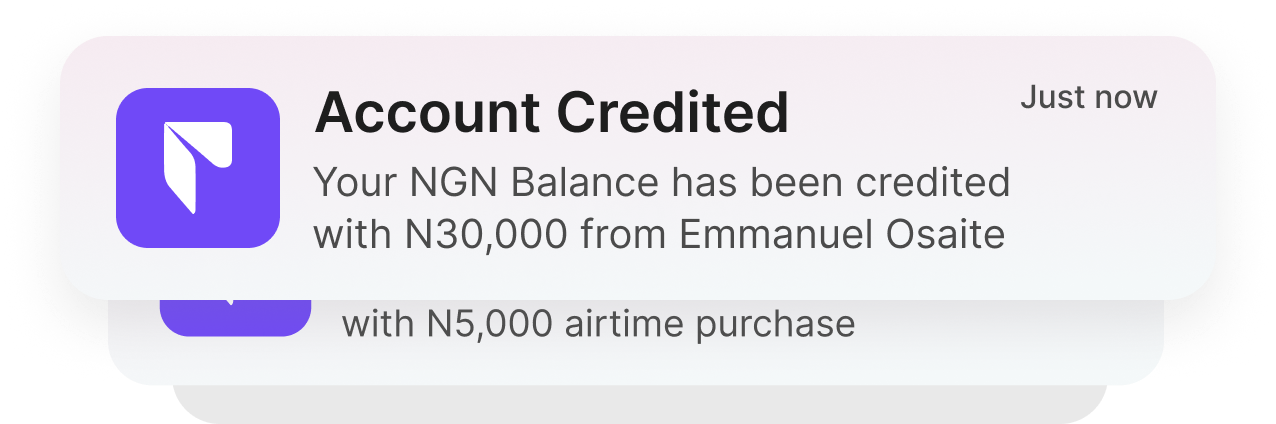 Account Credited
Just now
Your NGN Balance has been credited
with N30,000 from Emmanuel Osaite
with N5,000 airtime purchase